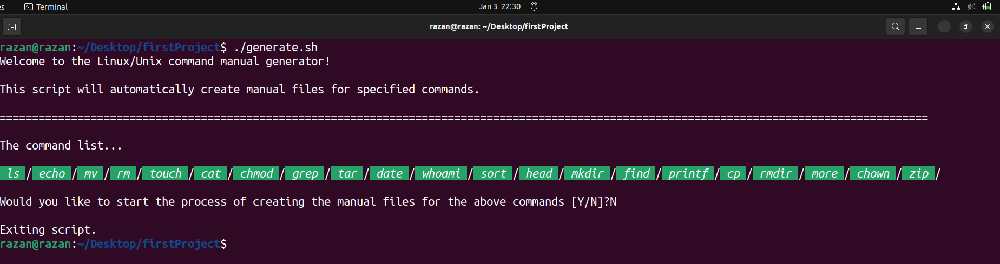 es Terminal Jan 3 22:30
razan@razan: ~/Desktop/firstProject
razan@razan:~/Desktop/firstProject$ ./generate.sh
Welcome to the Linux/Unix command manual generator!
This script will automatically create manual files for specified commands.
===============================================================================================================================================
The command list...
ls / echo / mv / rm / touch / cat / chmod / grep / tar / date / whoami / sort / head / mkdir / find / printf / cp / rmdir / more / chown / zip /
Would you like to start the process of creating the manual files for the above commands [Y/N]?N
Exiting script.
razan@razan:~/Desktop/firstProject$